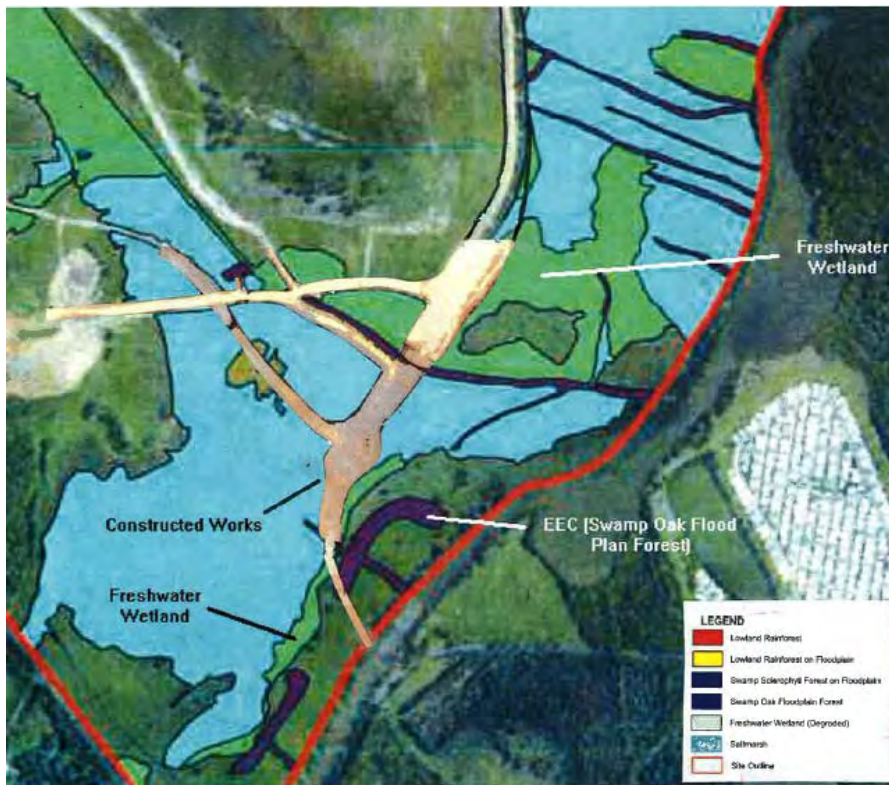 Freshwater
Wetland
Constructed Works
EEC [Swamp Oak Flood
Plan Forest]
Freshwater
Wetland
LEGEND
Lowland Rainforest
Lowland Rainforest on Floodplain
Swamp Sclerophyll Forest on Floodplain
Swamp Oak Floodplain Forest
Freshwater Wetland (Degraded)
Saltmarsh
Site Outline